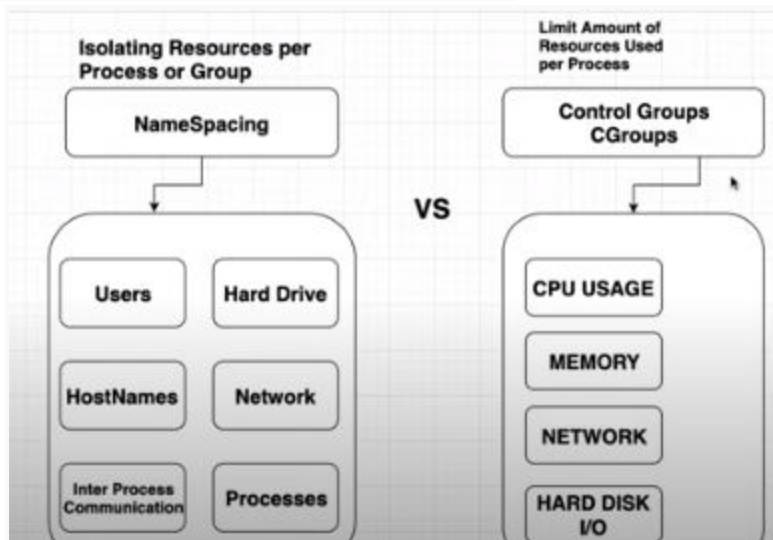 Isolating Resources per
Process or Group
NameSpacing
Users
Hard Drive
HostNames
Network
Inter Process
Communication
Processes
VS
Limit Amount of
Resources Used
per Process
Control Groups
CGroups
CPU USAGE
MEMORY
NETWORK
HARD DISK
I/O